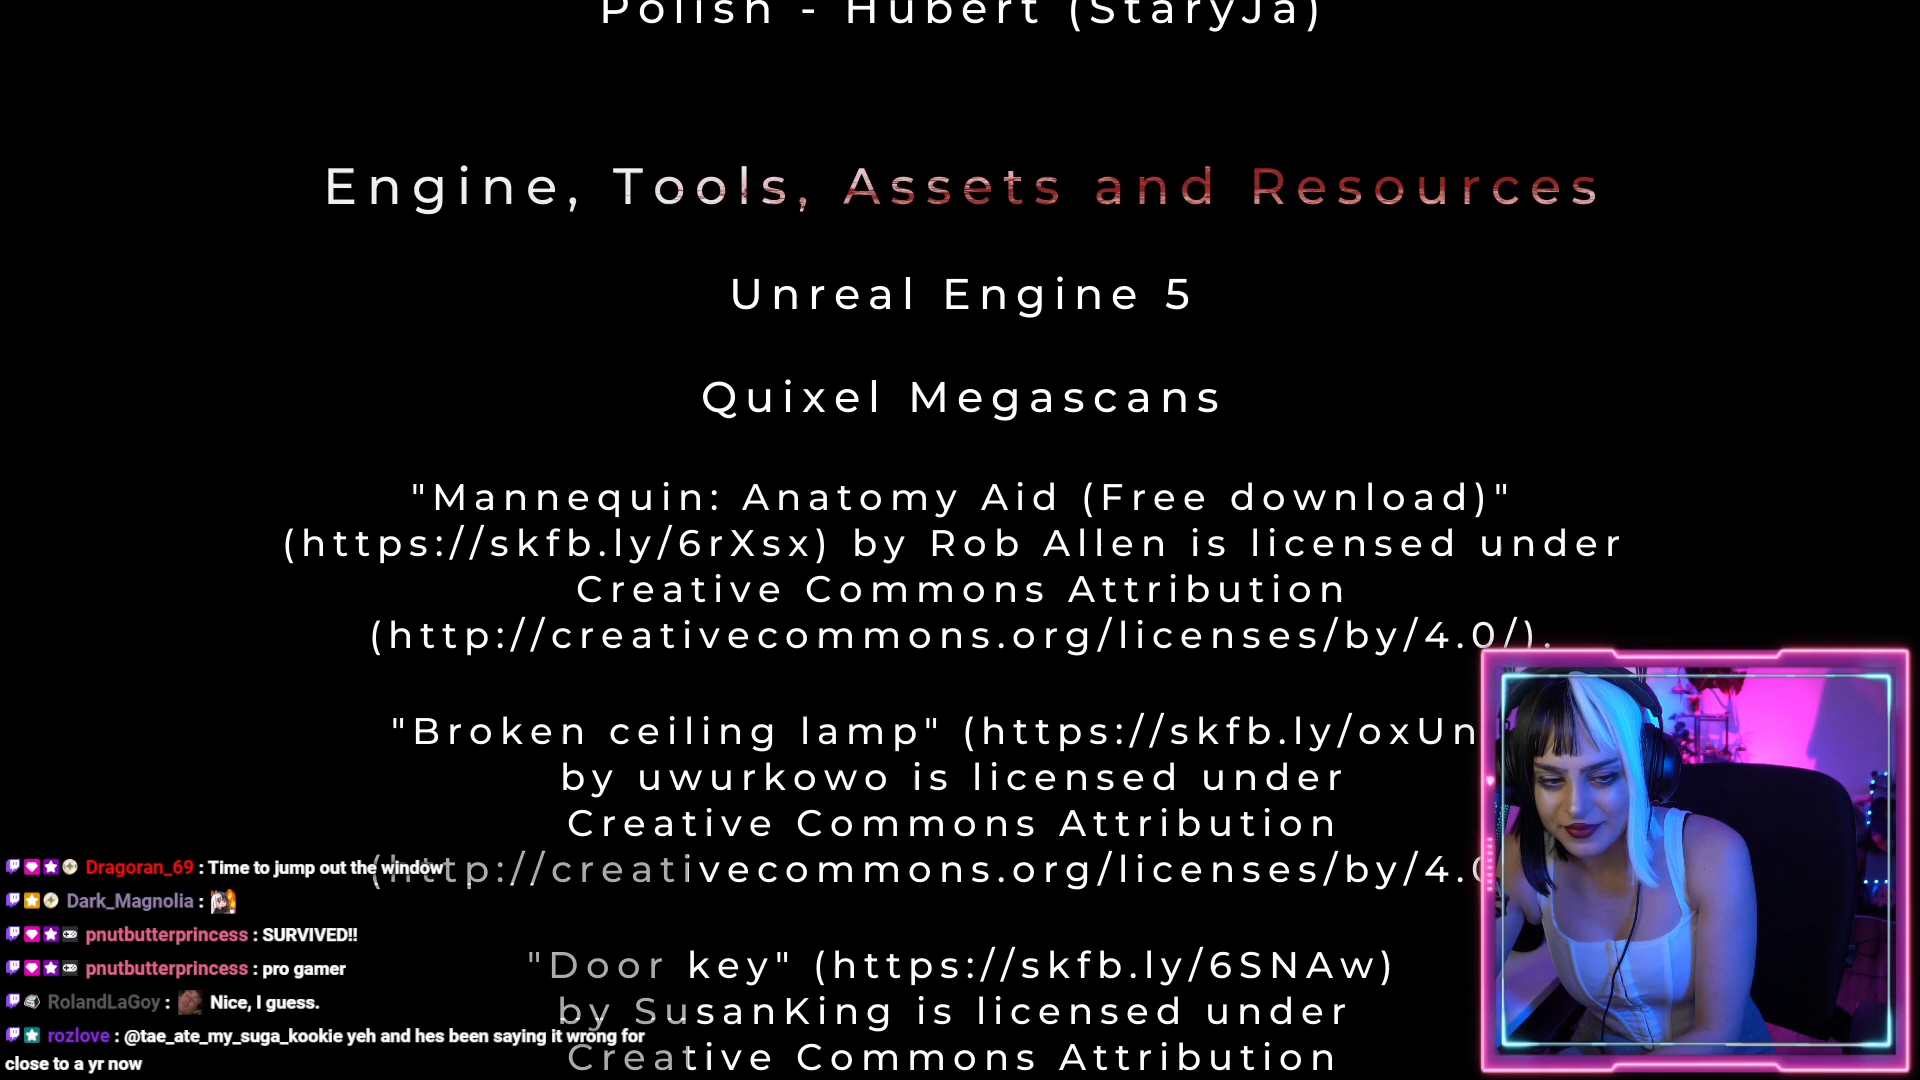 Polish - Hubert (StaryJa)
Engine, Tools, Assets and Resources
Unreal Engine 5
Quixel Megascans
"Mannequin: Anatomy Aid (Free download)"
(https://skfb.ly/6rXsx) by Rob Allen is licensed under
Creative Commons Attribution
(http://creativecommons.org/licenses/by/4.0/).
"Broken ceiling lamp" (https://skfb.ly/oxUn
by uwurkowo is licensed under
Creative Commons Attribution
(http://creativecommons.org/licenses/by/4.0
"Door key" (https://skfb.ly/6SNAw)
by SusanKing is licensed under
Creative Commons Attribution
Dragoran_69 : Time to jump out the window
Dark_Magnolia :
pnutbutterprincess : SURVIVED!!
pnutbutterprincess : pro gamer
RolandLaGoy : Nice, I guess.
rozlove : @tae_ate_my_suga_kookie yeh and hes been saying it wrong for
close to a yr now